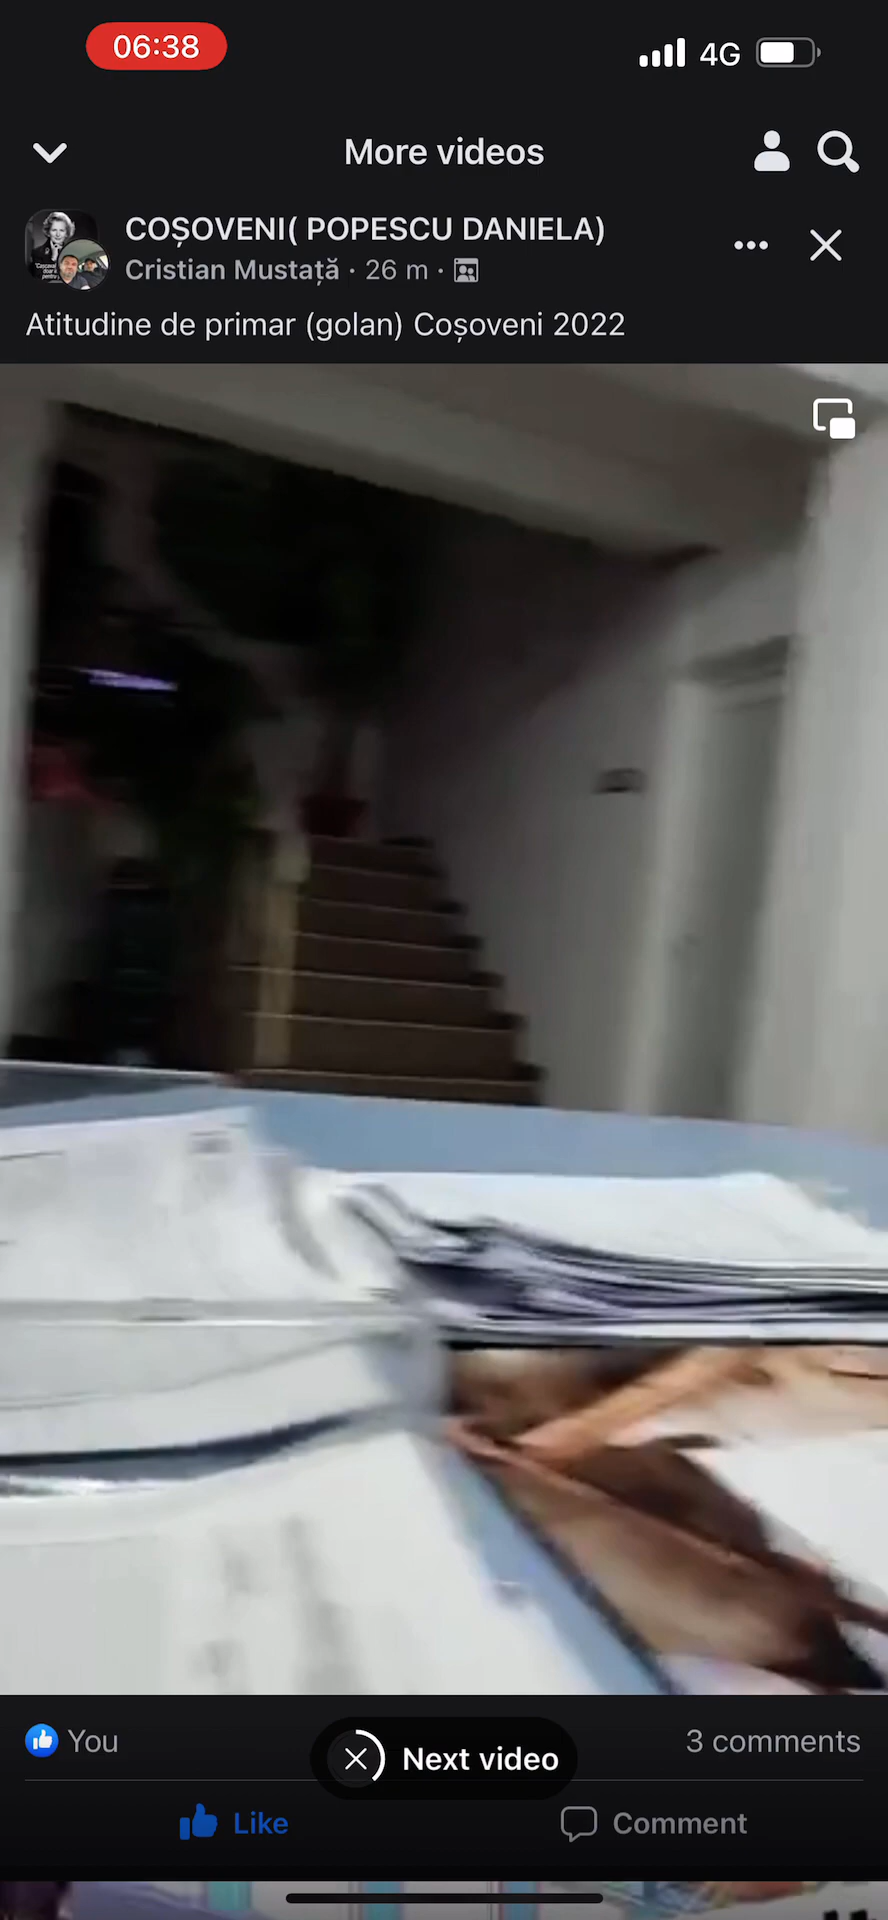 06:38
4G
More videos
COȘOVENI( POPESCU DANIELA)
Cristian Mustață · 26 m ·
Atitudine de primar (golan) Coșoveni 2022
You
Next video
3 comments
Like
Comment